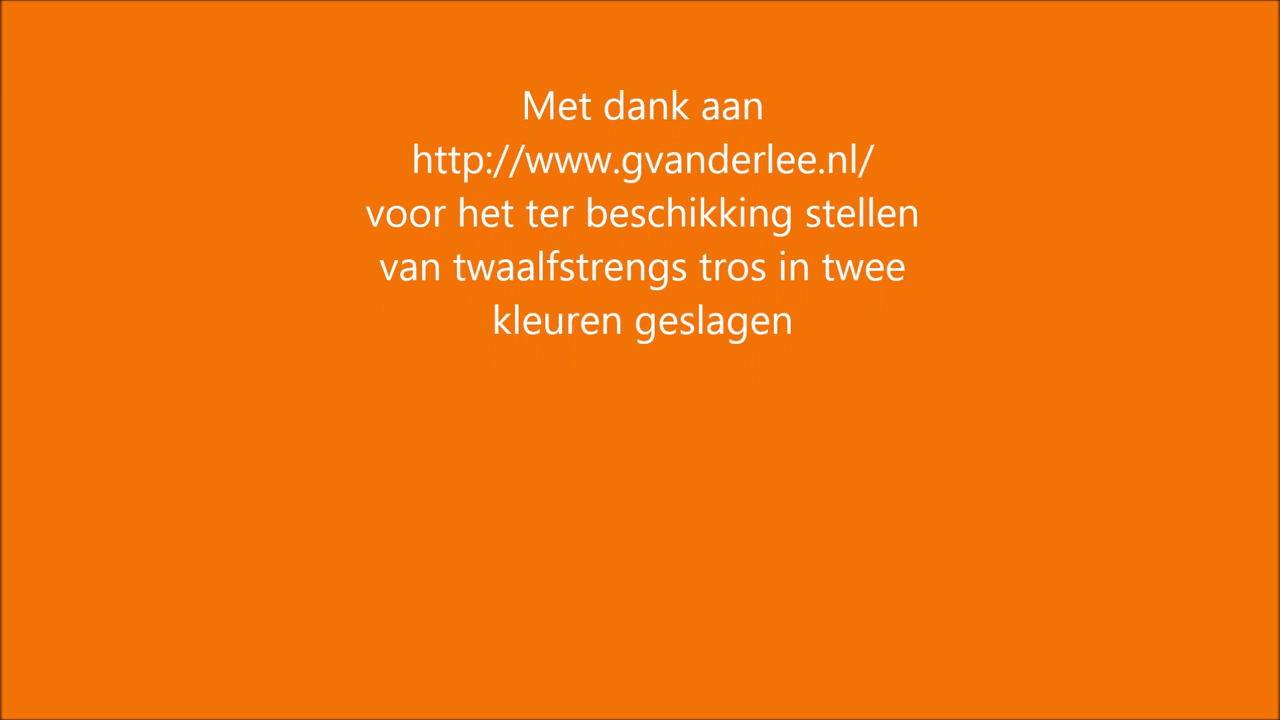 Met dank aan
http://www.gvanderlee.nl/
voor het ter beschikking stellen
van twaalfstrengs tros in twee
kleuren geslagen